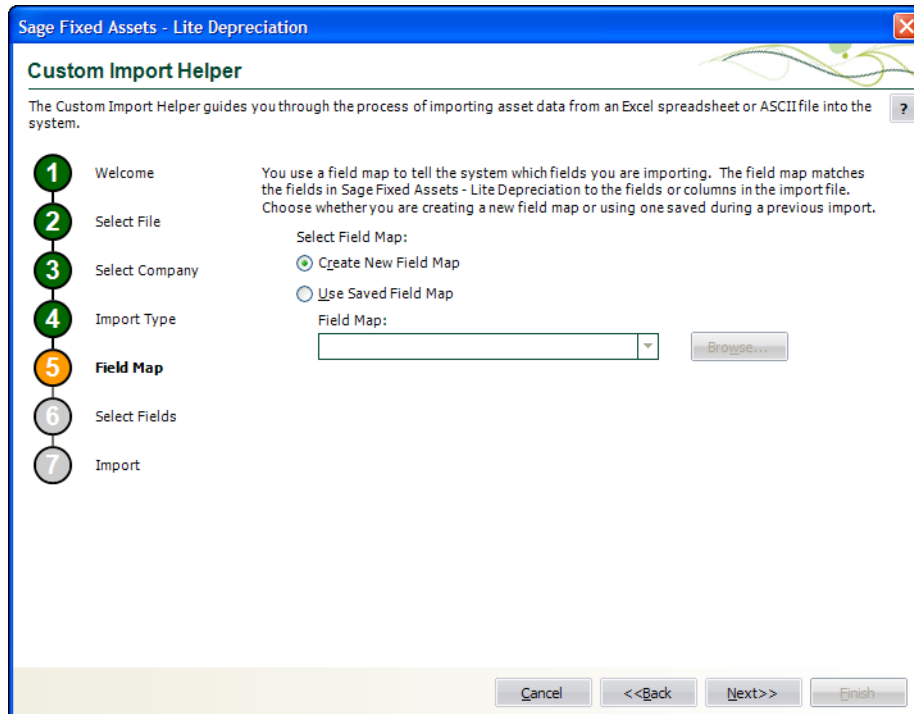 Sage Fixed Assets - Lite Depreciation
Custom Import Helper
The Custom Import Helper guides you through the process of importing asset data from an Excel spreadsheet or ASCII file into the
system.
?
1 Welcome
2 Select File
3 Select Company
4 Import Type
5 Field Map
6 Select Fields
7 Import
You use a field map to tell the system which fields you are importing. The field map matches
the fields in Sage Fixed Assets - Lite Depreciation to the fields or columns in the import file.
Choose whether you are creating a new field map or using one saved during a previous import.
Select Field Map:
Create New Field Map
Use Saved Field Map
Field Map:
Browse...
Cancel <<Back Next>> Finish